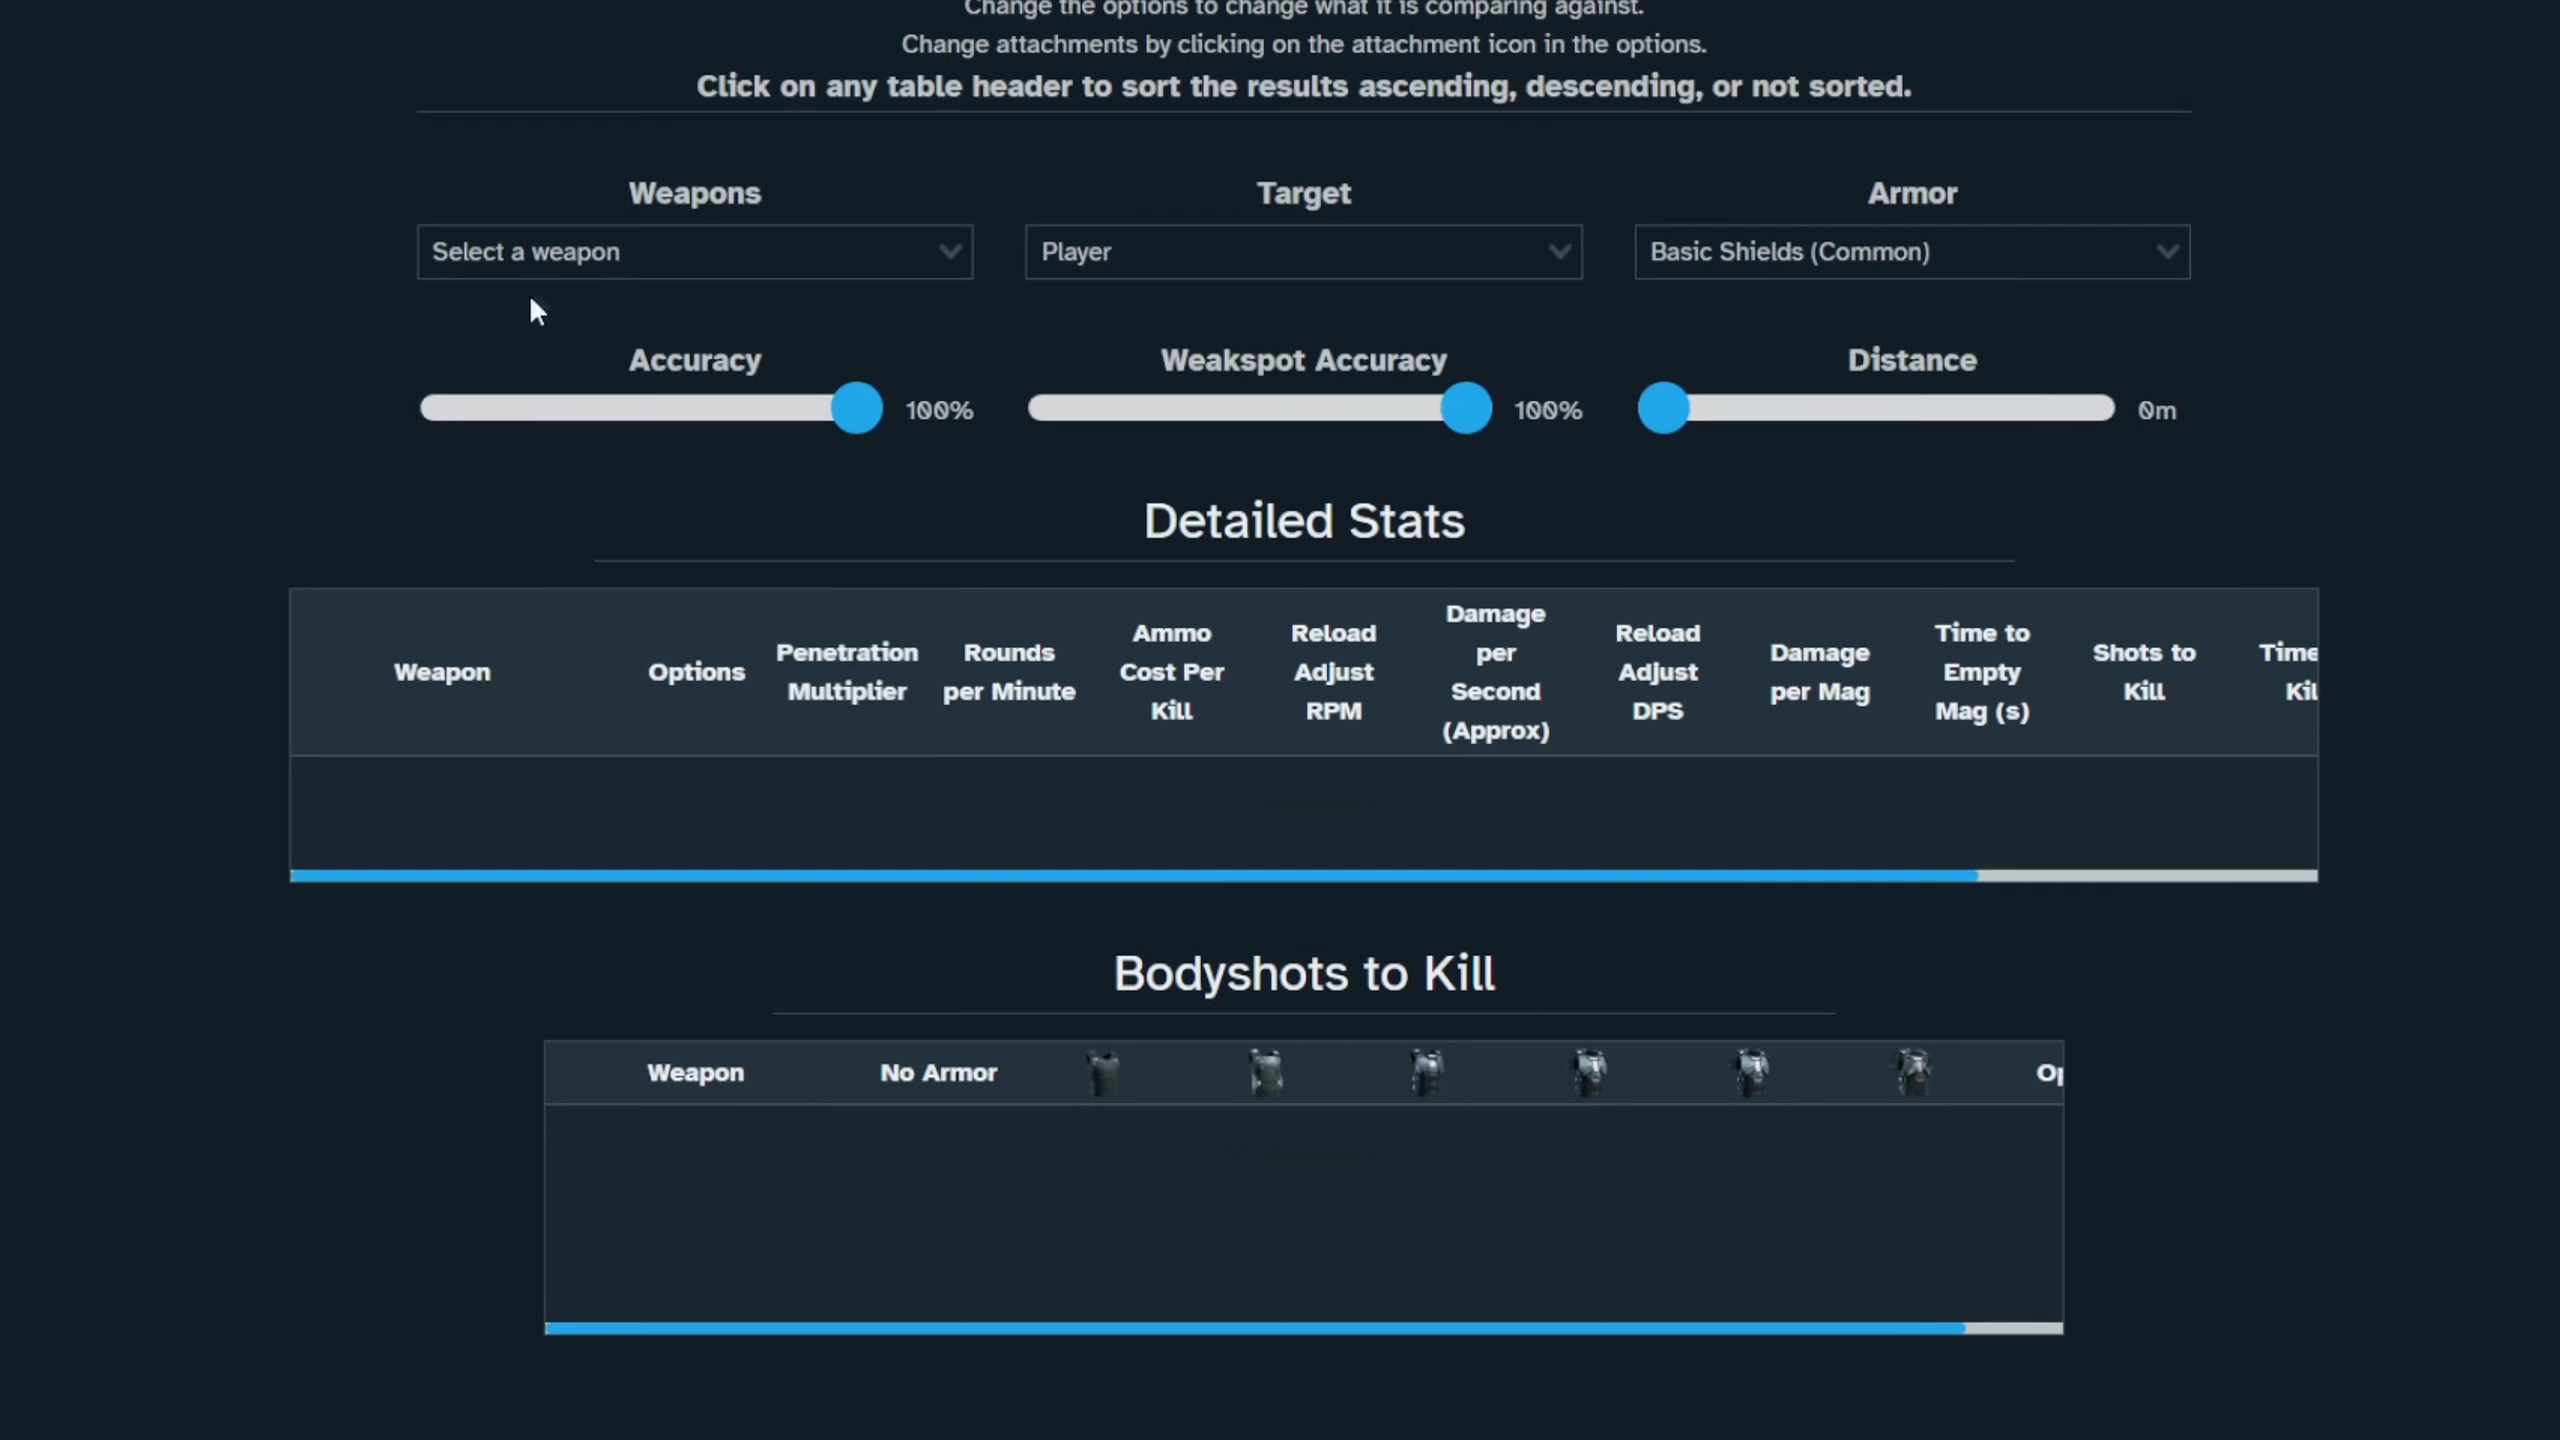 Change the options to change what it is comparing against.
Change attachments by clicking on the attachment icon in the options.
Click on any table header to sort the results ascending, descending, or not sorted.
Weapons
Target
Armor
Select a weapon
Player
Basic Shields (Common)
Accuracy
Weakspot Accuracy
Distance
100%
100%
0m
Detailed Stats
Weapon
Options
Penetration
Multiplier
Rounds
per Minute
Ammo
Cost Per
Kill
Reload
Adjust
RPM
Damage
per
Second
(Approx)
Reload
Adjust
DPS
Damage
per Mag
Time to
Empty
Mag (s)
Shots to
Kill
Time
Kil
Bodyshots to Kill
Weapon
No Armor
Op